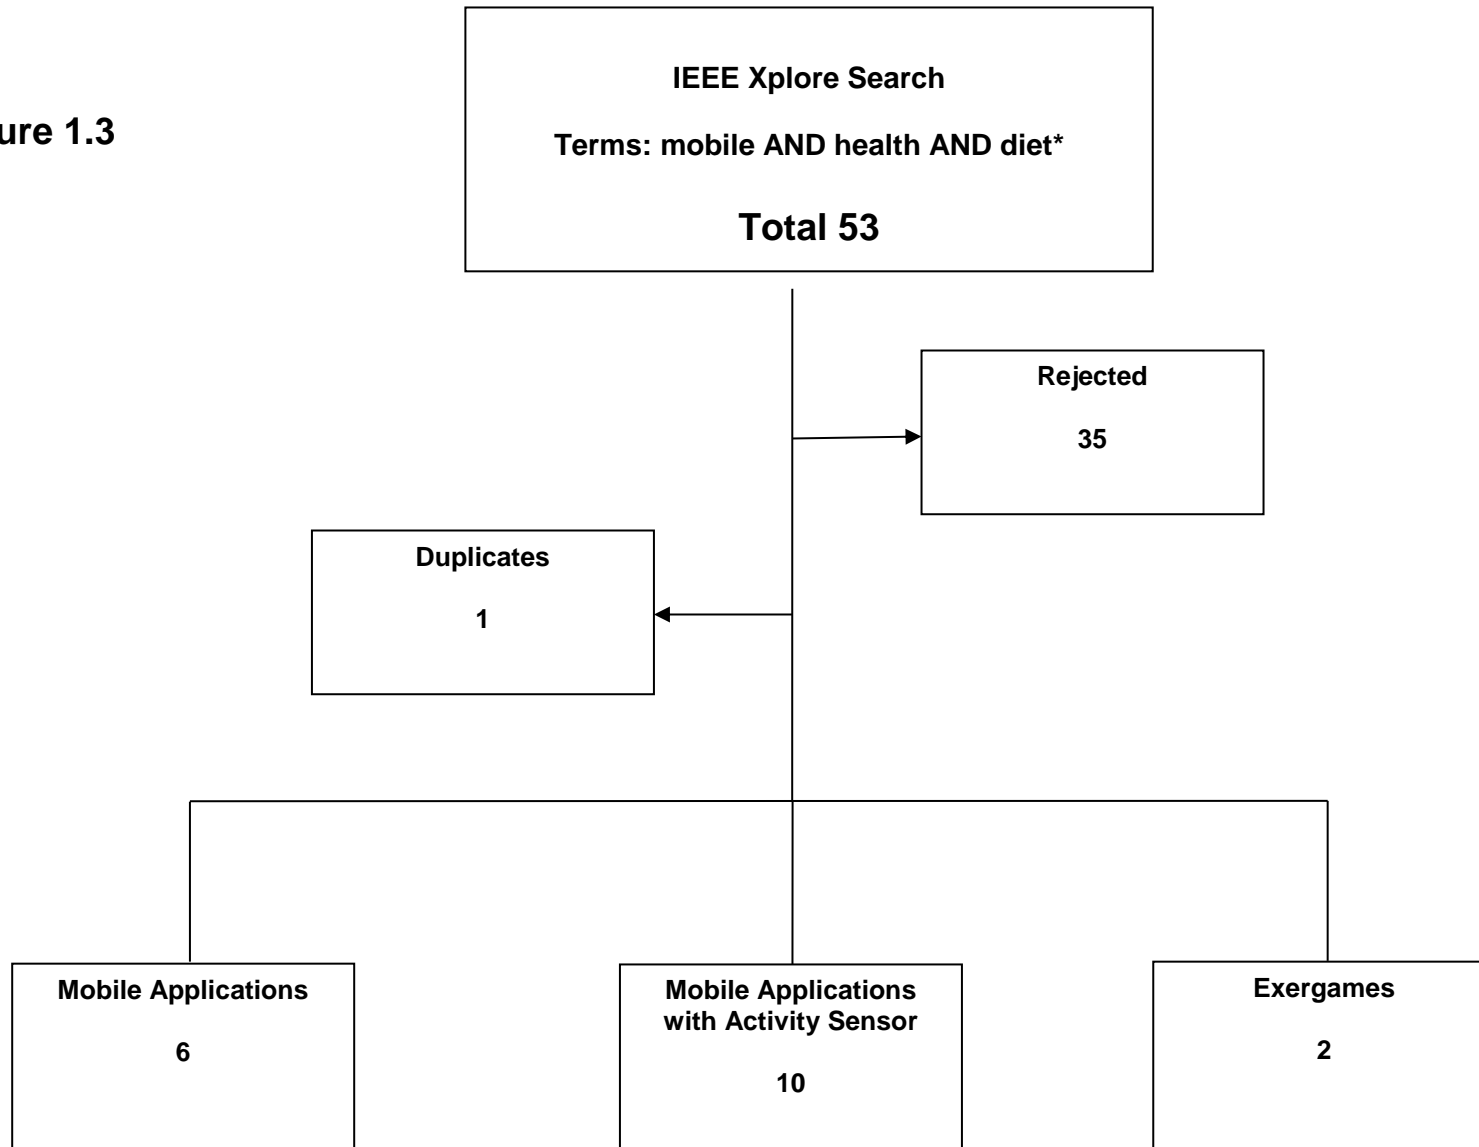 IEEE Xplore Search
ure 1.3
Terms: mobile AND health AND diet*
Total 53
Rejected
35
Duplicates
1
Mobile Applications
6
Mobile Applications
with Activity Sensor
10
Exergames
2